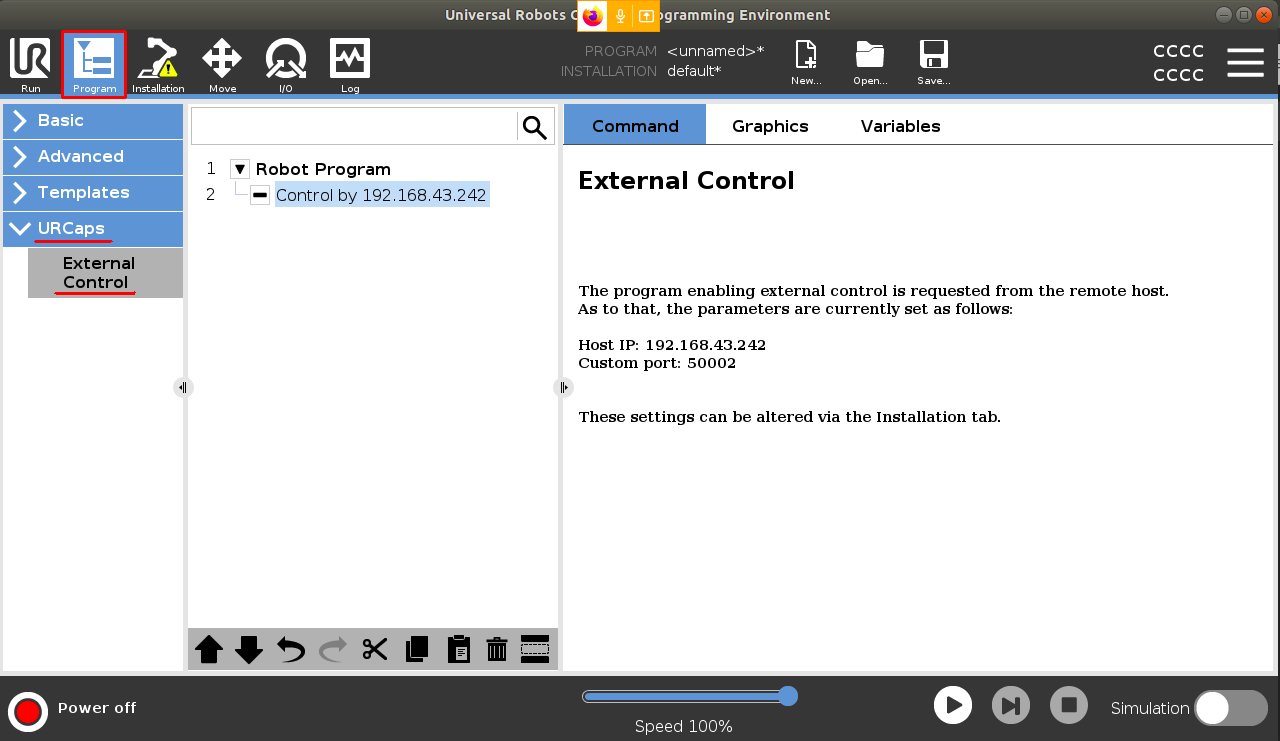 Universal Robots C
ogramming Environment
UR
Run
Program
Installation
Move
I/O
Log
PROGRAM <unnamed>*
INSTALLATION default*
New...
Open...
Save...
CCCC
CCCC
Basic
Advanced
Templates
URCaps
External
Control
1 Robot Program
2 Control by 192.168.43.242
Command Graphics Variables
External Control
The program enabling external control is requested from the remote host.
As to that, the parameters are currently set as follows:
Host IP: 192.168.43.242
Custom port: 50002
These settings can be altered via the Installation tab.
Power off
Speed 100%
Simulation